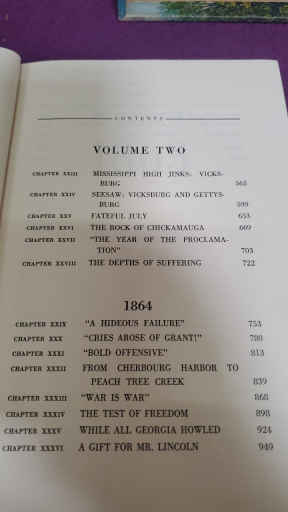 CONTENTS
VOLUME TWO
CHAPTER XXIII MISSISSIPPI HIGH JINKS: VICKS-
BURG 565
CHAPTER XXIV SEESAW: VICKSBURG AND GETTYS-
BURG 599
CHAPTER XXV FATEFUL JULY 633
CHAPTER XXVI THE ROCK OF CHICKAMAUGA 669
CHAPTER XXVII "THE YEAR OF THE PROCLAMA-
TION" 703
CHAPTER XXVIII THE DEPTHS OF SUFFERING 722
1864
CHAPTER XXIX "A HIDEOUS FAILURE" 753
CHAPTER XXX "CRIES AROSE OF GRANT!" 780
CHAPTER XXXI "BOLD OFFENSIVE" 813
CHAPTER XXXII FROM CHERBOURG HARBOR TO
PEACH TREE CREEK 839
CHAPTER XXXIII "WAR IS WAR" 868
CHAPTER XXXIV THE TEST OF FREEDOM 898
CHAPTER XXXV WHILE ALL GEORGIA HOWLED 924
CHAPTER XXXVI A GIFT FOR MR. LINCOLN 949